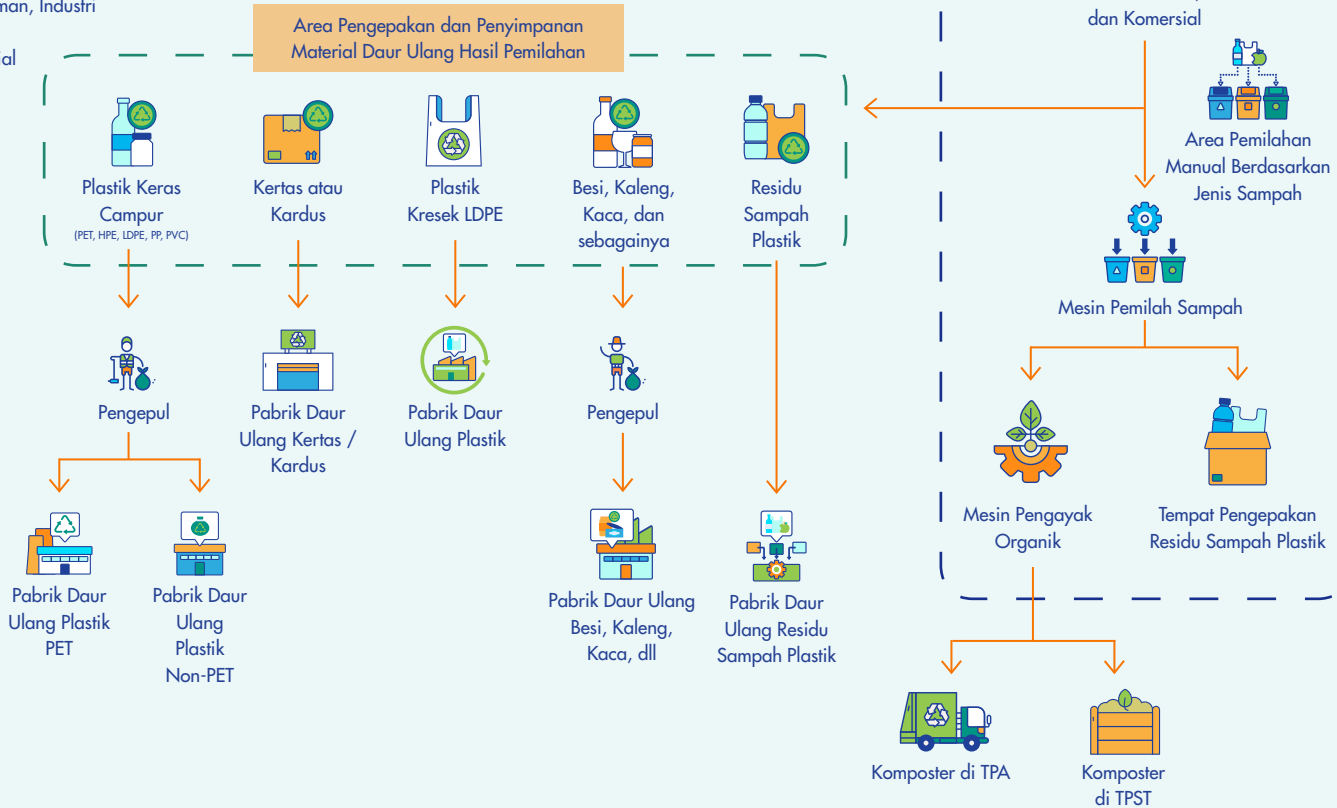 man, Industri
ial
Area Pengepakan dan Penyimpanan
Material Daur Ulang Hasil Pemilahan
dan Komersial
Plastik Keras
Campur
(PET, HPE, LDPE, PP, PVC)
Kertas atau
Kardus
Plastik
Kresek LDPE
Besi, Kaleng,
Kaca, dan
sebagainya
Residu
Sampah
Plastik
Area Pemilahan
Manual Berdasarkan
Jenis Sampah
Mesin Pemilah Sampah
Pengepul
Pabrik Daur
Ulang Kertas /
Kardus
Pabrik Daur
Ulang Plastik
Pengepul
Mesin Pengayak
Organik
Tempat Pengepakan
Residu Sampah Plastik
Pabrik Daur
Ulang Plastik
PET
Pabrik Daur
Ulang
Plastik
Non-PET
Pabrik Daur Ulang
Besi, Kaleng,
Kaca, dll
Pabrik Daur
Ulang Residu
Sampah Plastik
Komposter di TPA
Komposter
di TPST